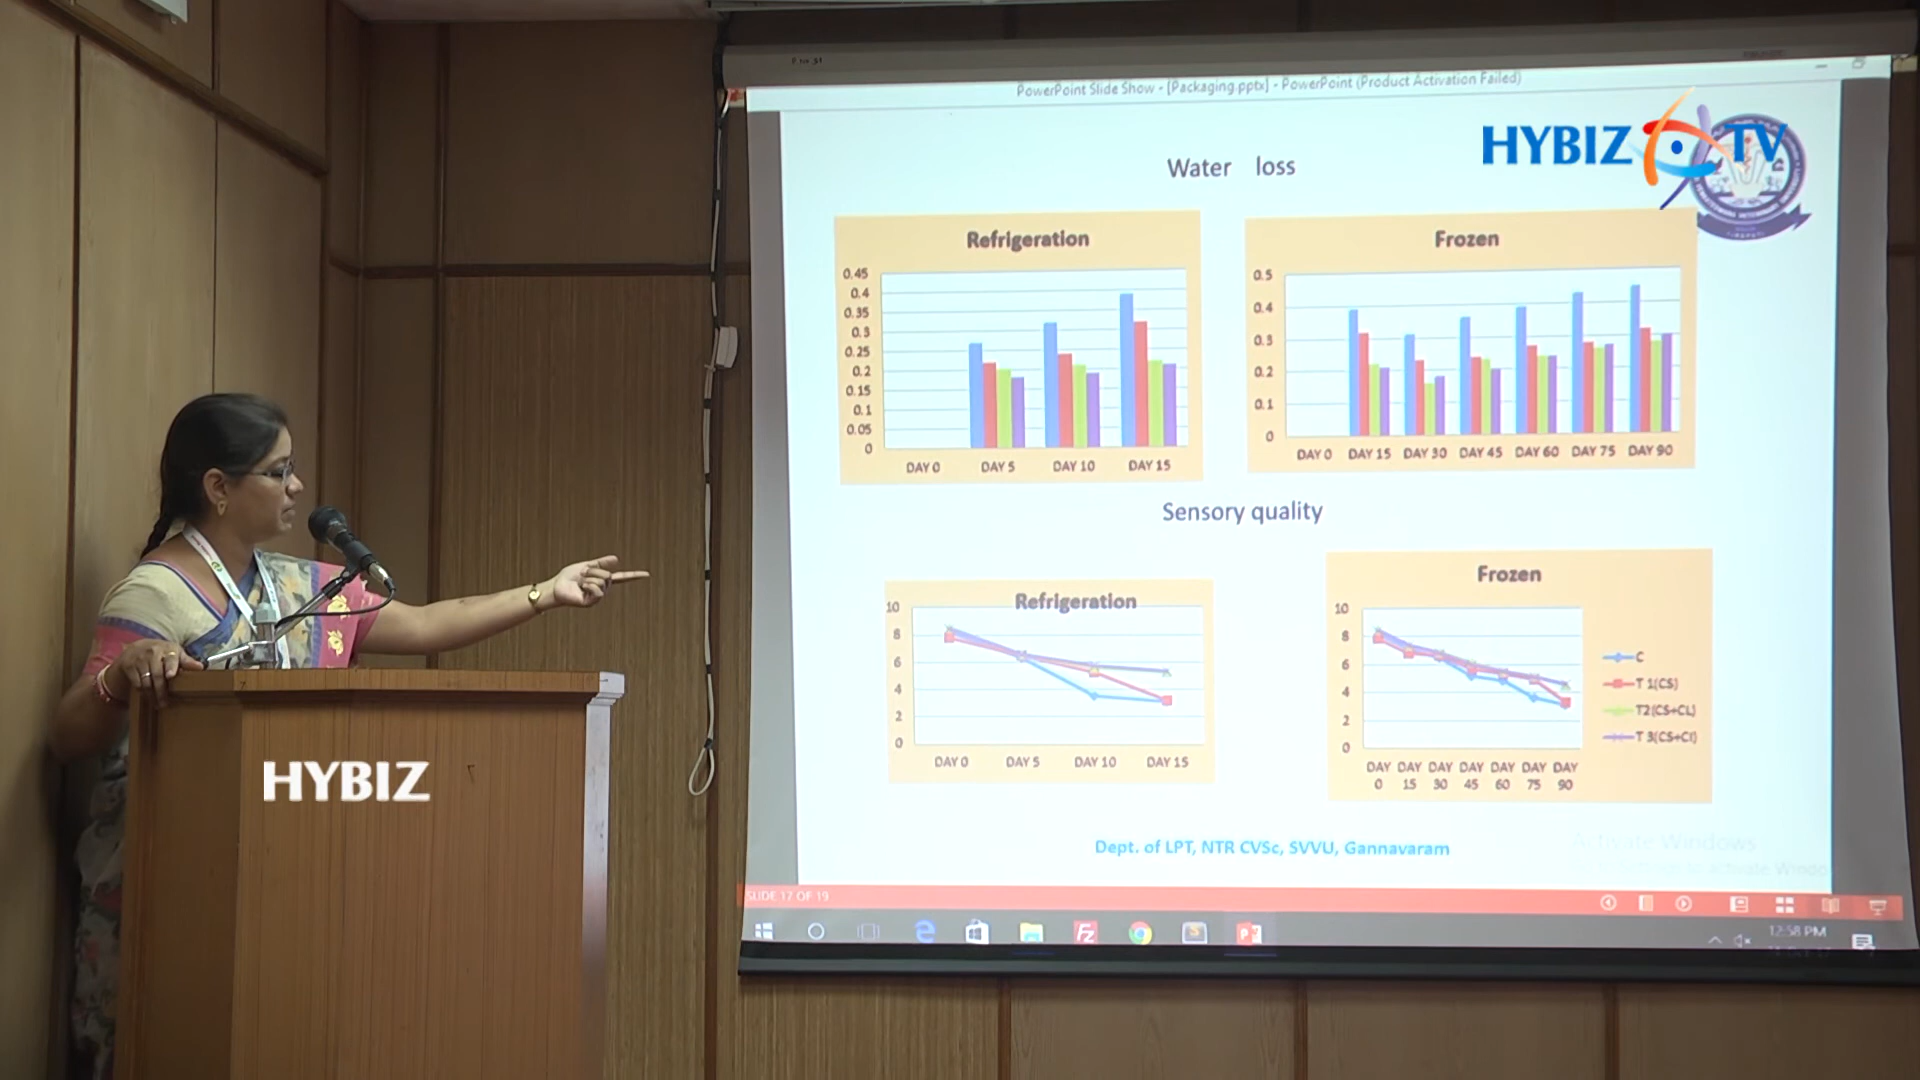 PowerPoint Slide Show - [Packaging.pptx] - PowerPoint (Product Activation Failed)
HYBIZ TV
Water loss
Refrigeration
0.45
0.4
0.35
0.3
0.25
0.2
0.15
0.1
0.05
0
DAY 0 DAY 5 DAY 10 DAY 15
Frozen
0.5
0.4
0.3
0.2
0.1
0
DAY 0 DAY 15 DAY 30 DAY 45 DAY 60 DAY 75 DAY 90
Sensory quality
Refrigeration
10
8
6
4
2
0
DAY 0 DAY 5 DAY 10 DAY 15
Frozen
10
8
6
4
2
0
DAY DAY DAY DAY DAY DAY DAY
0 15 30 45 60 75 90
C
T 1(CS)
T2(CS+CL)
T 3(CS+CI)
Dept. of LPT, NTR CVSc, SVVU, Gannavaram
Activate Windows
SLIDE 17 OF 19
12:58 PM
HYBIZ